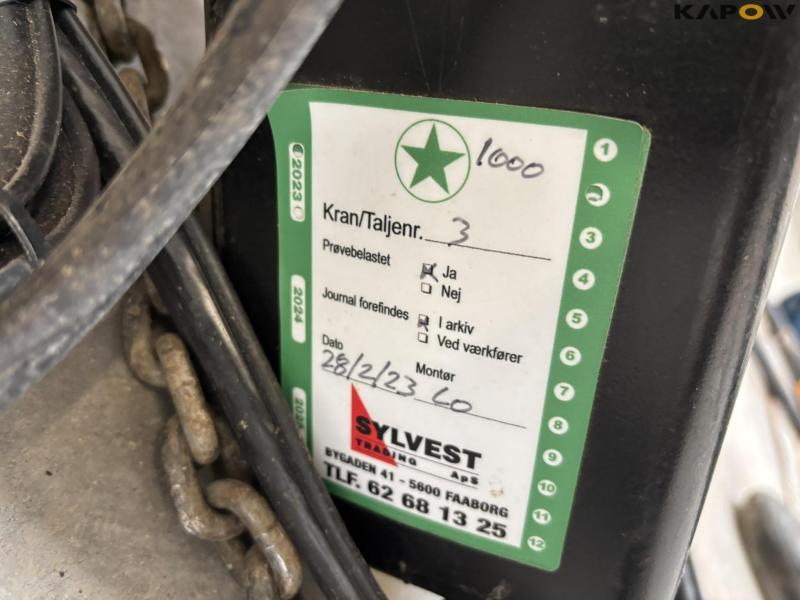 KAPOW
1000
Kran/Taljenr. 3
Prøvebelastet
Ja
Nej
Journal forefindes
I arkiv
Ved værkfører
Dato
Montør
28/2/23 LO
SYLVEST
TRADING ApS
BYGADEN 41 - 5600 FAABORG
TLF. 62 68 13 25
2023
2024
2025
1
3
4
5
6
7
8
9
10
11
12